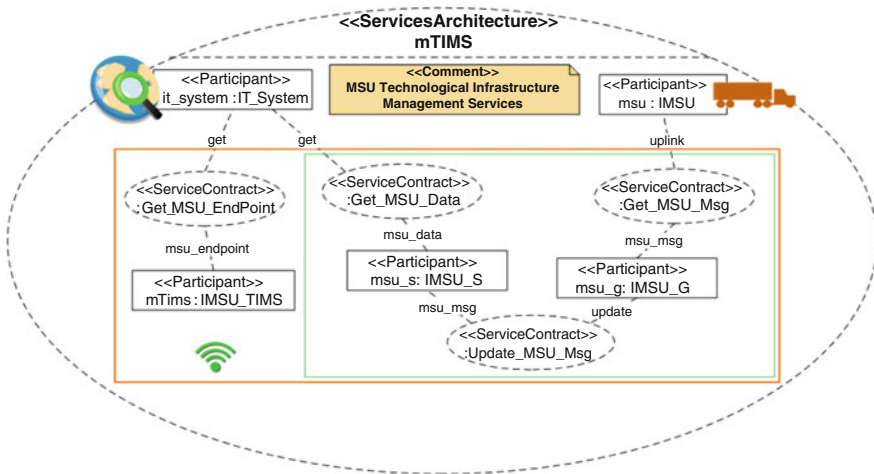 <<ServicesArchitecture>>
mTIMS
<<Participant>>
it_system :IT_System
<<Comment>>
MSU Technological Infrastructure
Management Services
<<Participant>>
msu : IMSU
get
get
uplink
<<ServiceContract>>
:Get_MSU_EndPoint
<<ServiceContract>>
:Get_MSU_Data
<<ServiceContract>>
:Get_MSU_Msg
msu_endpoint
msu_data
msu_msg
<<Participant>>
mTims : IMSU_TIMS
<<Participant>>
msu_s: IMSU_S
<<Participant>>
msu_g: IMSU_G
msu_msg
update
<<ServiceContract>>
:Update_MSU_Msg